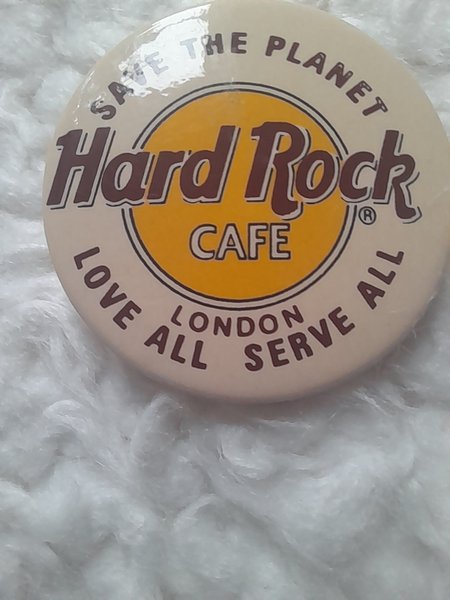 SAVE THE PLANET
Hard Rock
®
CAFE
LONDON
LOVE ALL SERVE ALL